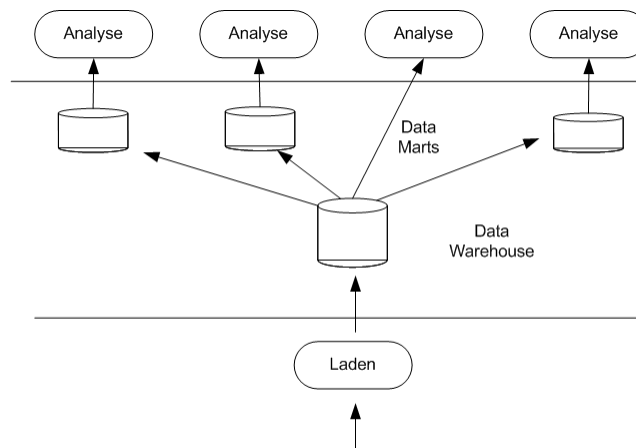 Analyse
Analyse
Analyse
Analyse
Data
Marts
Data
Warehouse
Laden